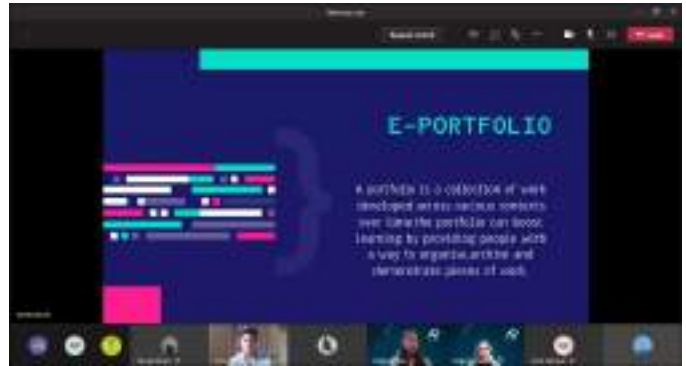 E-PORTFOLIO
A portfolio is a collection of work
developed across various contexts
over time.the portfolio can boost
learning by providing people with
a way to organize,archive and
demonstrate pieces of work.